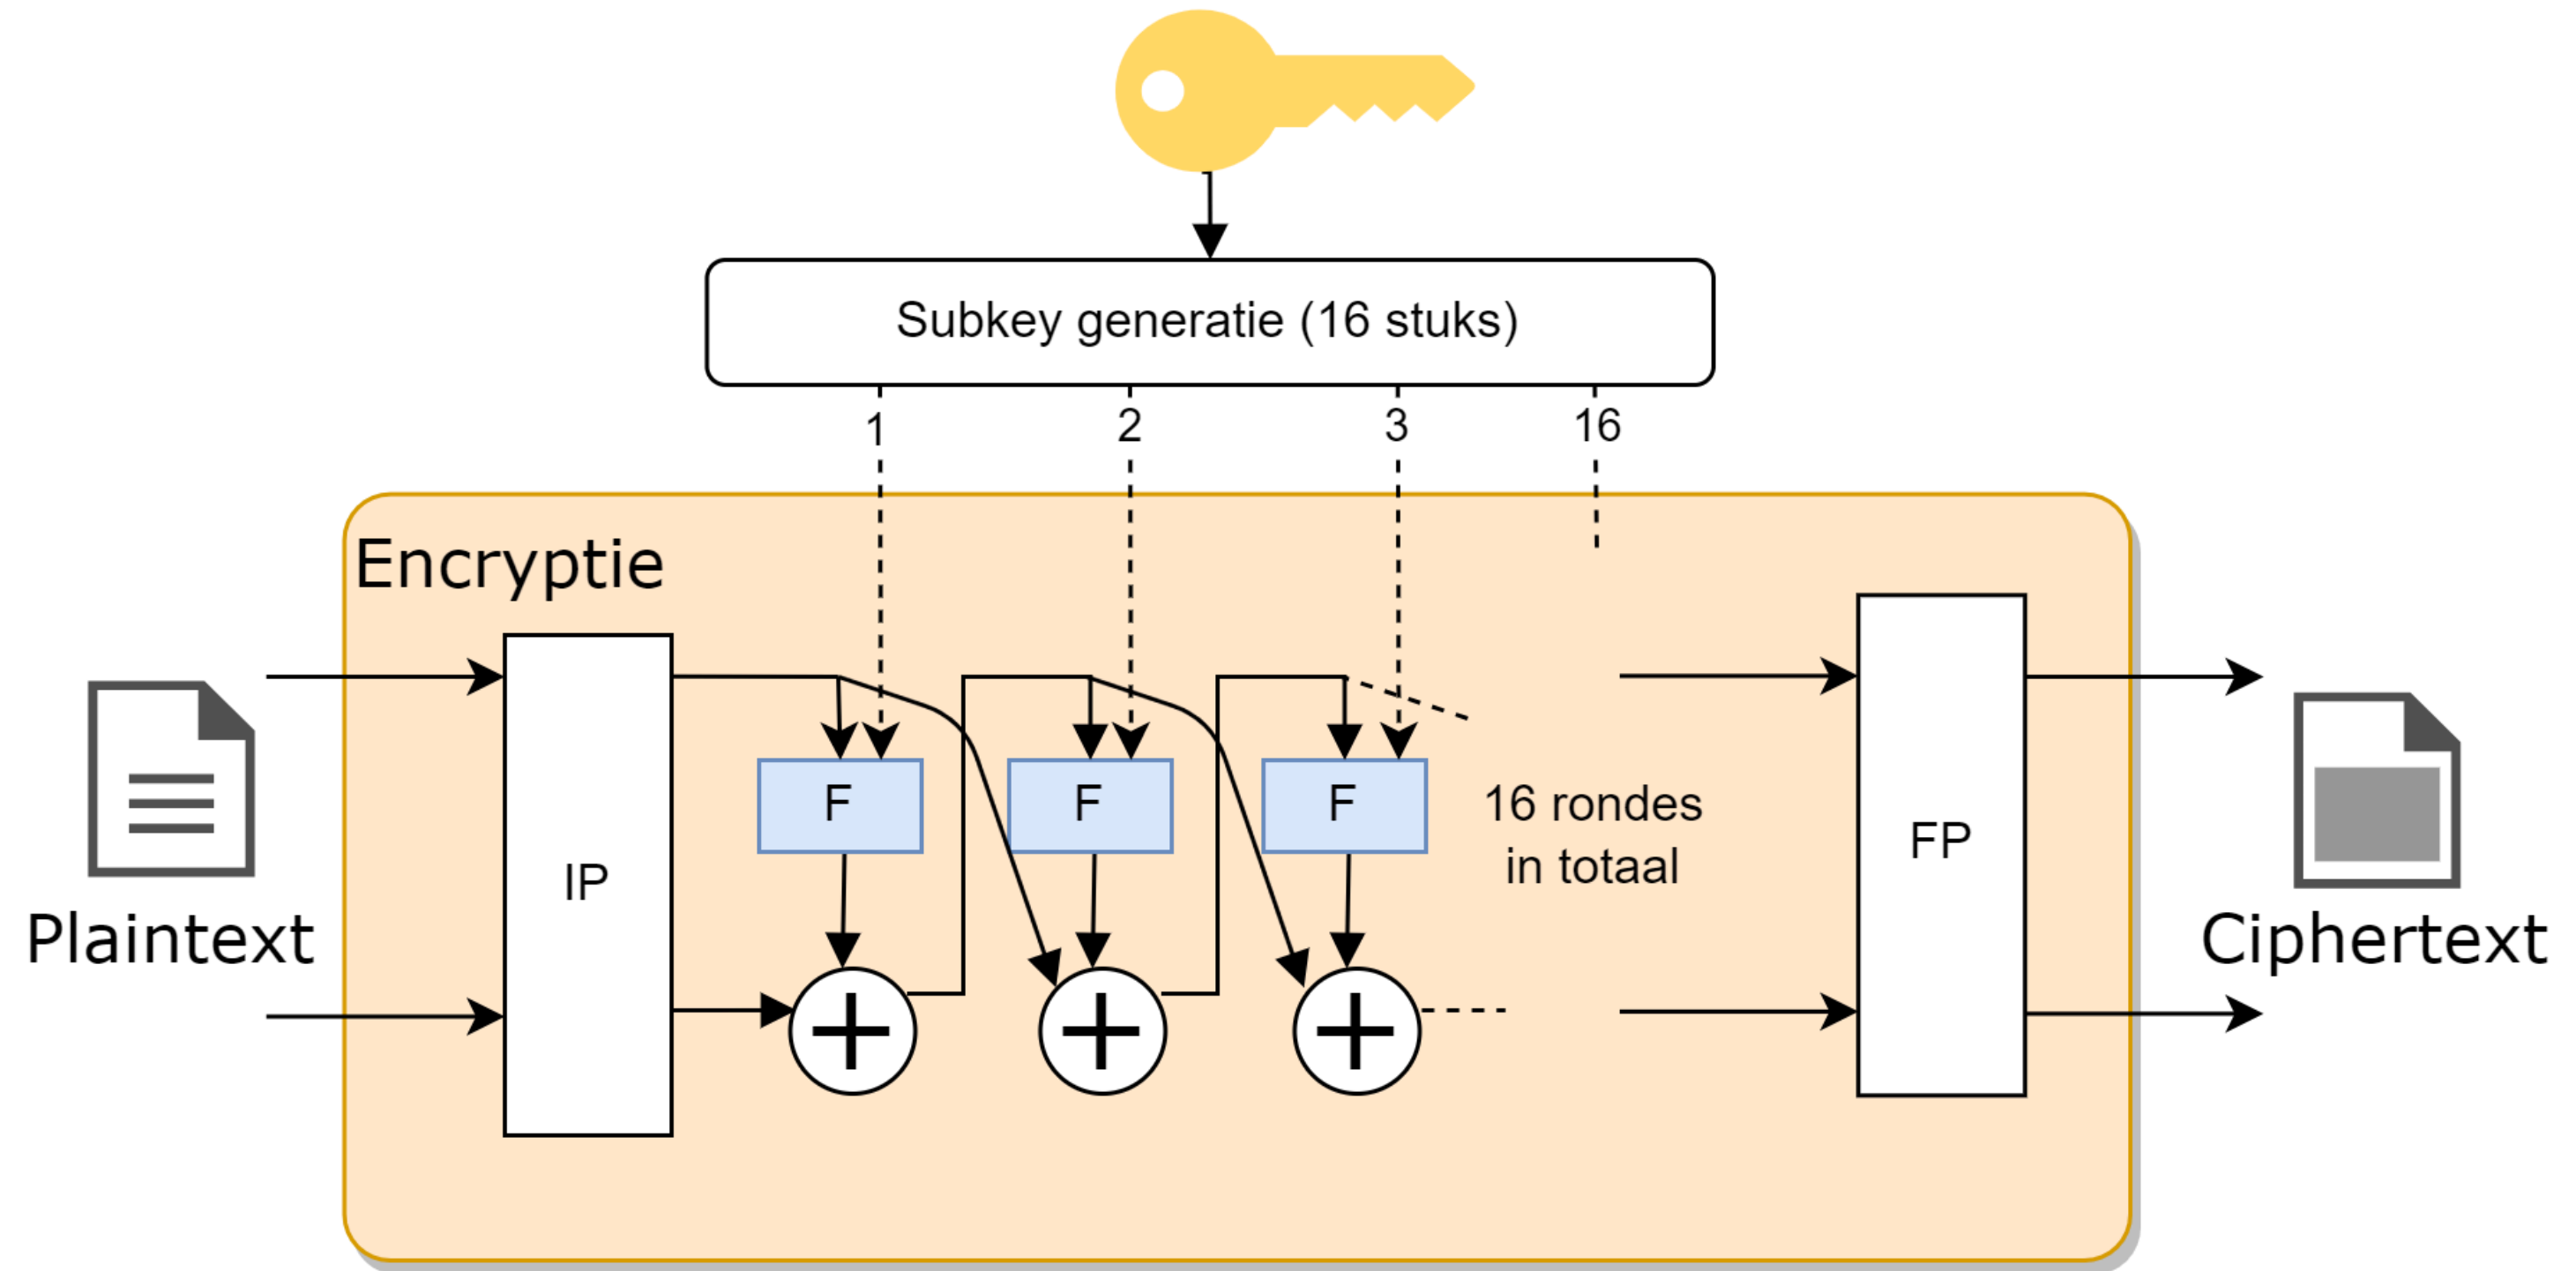 Subkey generatie (16 stuks)
1 2 3 16
Encryptie
F F F
16 rondes
in totaal
IP
FP
Plaintext
Ciphertext